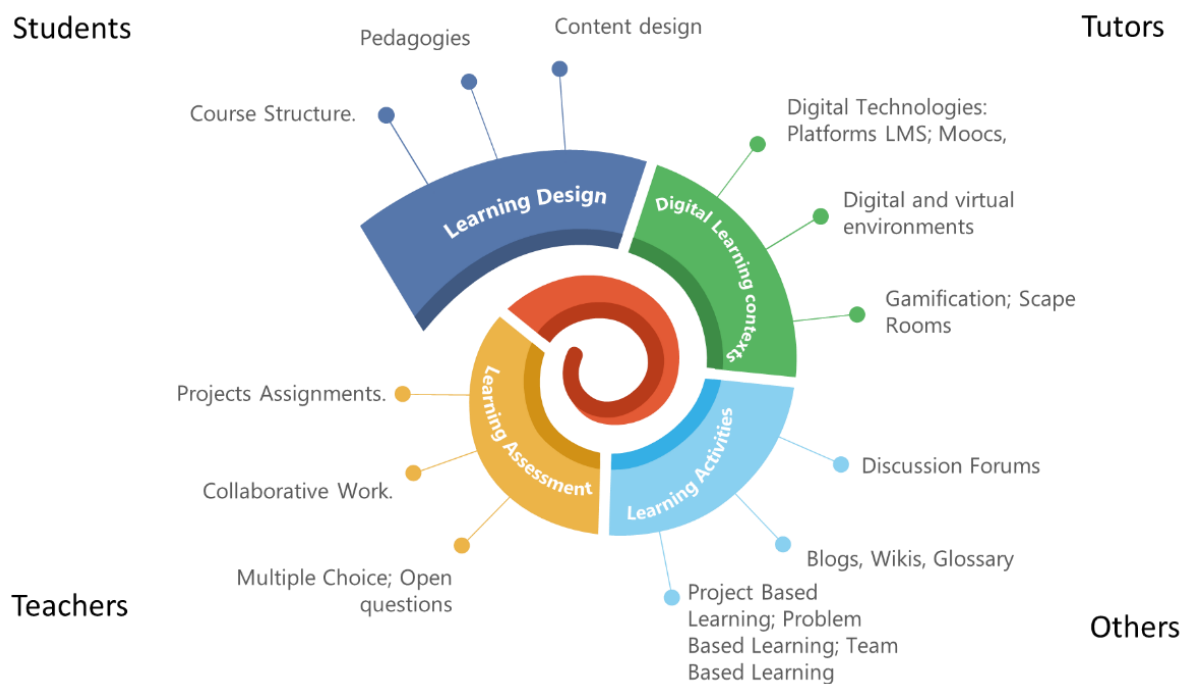 Students
Tutors
Pedagogies
Content design
Course Structure.
Digital Technologies:
Platforms LMS; Moocs,
Learning Design
Digital Learning contexts
Digital and virtual
environments
Gamification; Scape
Rooms
Projects Assignments.
Learning Assessment
Learning Activities
Discussion Forums
Collaborative Work.
Blogs, Wikis, Glossary
Multiple Choice; Open
questions
Project Based
Learning; Problem
Based Learning; Team
Based Learning
Teachers
Others